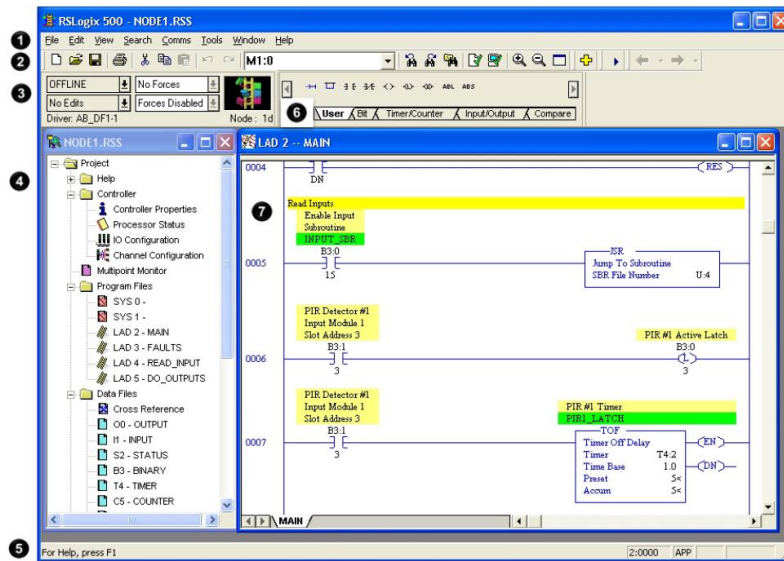 RSLogix 500 - NODE1.RSS
1
File Edit View Search Comms Tools Window Help
2
M1:0
3
OFFLINE No Forces
No Edits Forces Disabled
Driver: AB_DF1-1 Node : 1d
ABL ABS
6
User Bit Timer/Counter Input/Output Compare
NODE1.RSS
4
Project
Help
Controller
Controller Properties
Processor Status
IO Configuration
Channel Configuration
Multipoint Monitor
Program Files
SYS 0 -
SYS 1 -
LAD 2 - MAIN
LAD 3 - FAULTS
LAD 4 - READ_INPUT
LAD 5 - DO_OUTPUTS
Data Files
Cross Reference
O0 - OUTPUT
I1 - INPUT
S2 - STATUS
B3 - BINARY
T4 - TIMER
C5 - COUNTER
LAD 2 -- MAIN
0004
DN
RES
7
Read Inputs
Enable Input
Subroutine
INPUT_SBR
B3:0
0005
15
JSR
Jump To Subroutine
SBR File Number U:4
PIR Detector #1
Input Module 1
Slot Address 3
B3:1
0006
3
PIR #1 Active Latch
B3:0
L
3
PIR Detector #1
Input Module 1
Slot Address 3
B3:1
0007
3
PIR #1 Timer
PIR1_LATCH
TOF
Timer Off Delay EN
Timer T4:2
Time Base 1.0 DN
Preset 5<
Accum 5<
MAIN
5
For Help, press F1
2:0000 APP